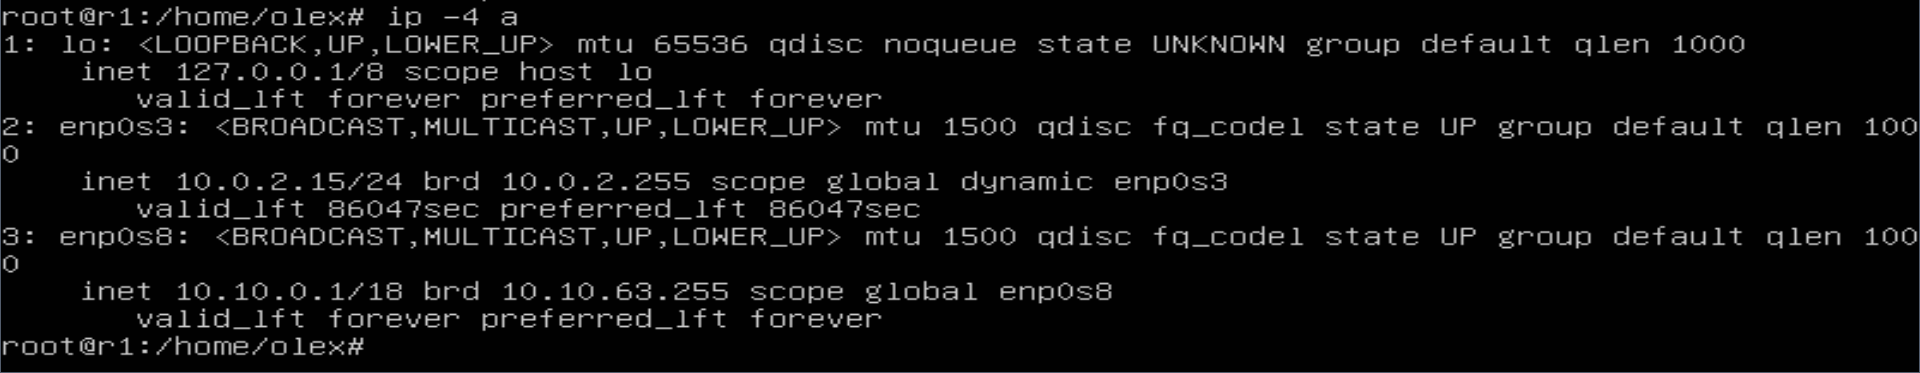 root@r1:/home/olex# ip -4 a
1: lo: <LOOPBACK,UP,LOWER_UP> mtu 65536 qdisc noqueue state UNKNOWN group default qlen 1000
    inet 127.0.0.1/8 scope host lo
       valid_lft forever preferred_lft forever
2: enp0s3: <BROADCAST,MULTICAST,UP,LOWER_UP> mtu 1500 qdisc fq_codel state UP group default qlen 100
0
    inet 10.0.2.15/24 brd 10.0.2.255 scope global dynamic enp0s3
       valid_lft 86047sec preferred_lft 86047sec
3: enp0s8: <BROADCAST,MULTICAST,UP,LOWER_UP> mtu 1500 qdisc fq_codel state UP group default qlen 100
0
    inet 10.10.0.1/18 brd 10.10.63.255 scope global enp0s8
       valid_lft forever preferred_lft forever
root@r1:/home/olex#